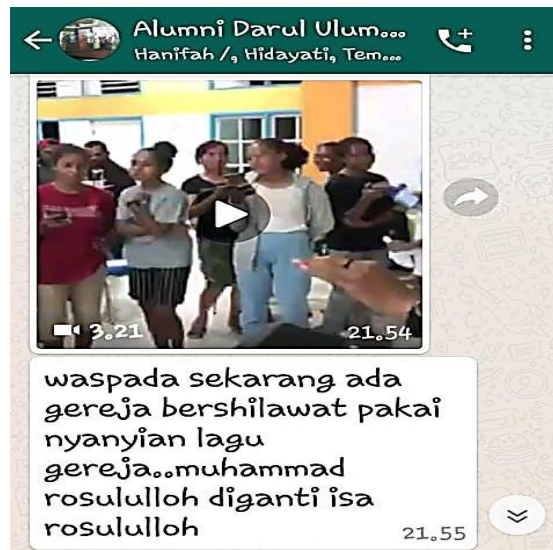 Alumni Darul Ulum...
Hanifah /, Hidayati, Tem...
3.21
21.54
waspada sekarang ada
gereja bershilawat pakai
nyanyian lagu
gereja..muhammad
rosululloh diganti isa
rosululloh
21.55